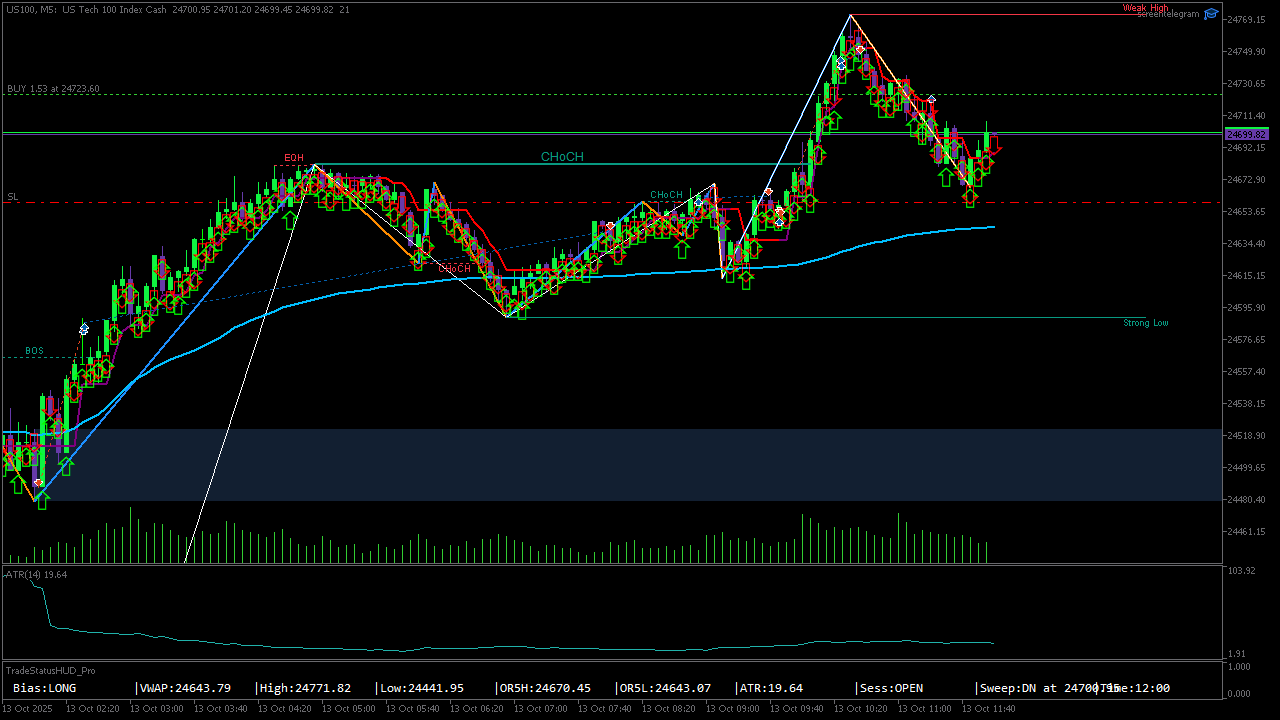 US100, M5: US Tech 100 Index Cash 24700.95 24701.20 24699.45 24699.82 21
Weak High
screentelegram
BUY 1.53 at 24723.60
EQH
CHoCH
SL
CHoCH
CHoCH
Strong Low
BOS
24769.15
24749.90
24730.65
24711.40
24699.82
24692.15
24672.90
24653.65
24634.40
24615.15
24595.90
24576.65
24557.40
24538.15
24518.90
24499.65
24480.40
24461.15
ATR(14) 19.64
103.92
1.91
TradeStatusHUD_Pro
1.000
0.000
Bias:LONG
VWAP:24643.79
High:24771.82
Low:24441.95
OR5H:24670.45
OR5L:24643.07
ATR:19.64
Sess:OPEN
Sweep:DN at 24700.95
Time:12:00
13 Oct 2025
13 Oct 02:20
13 Oct 03:00
13 Oct 03:40
13 Oct 04:20
13 Oct 05:00
13 Oct 05:40
13 Oct 06:20
13 Oct 07:00
13 Oct 07:40
13 Oct 08:20
13 Oct 09:00
13 Oct 09:40
13 Oct 10:20
13 Oct 11:00
13 Oct 11:40